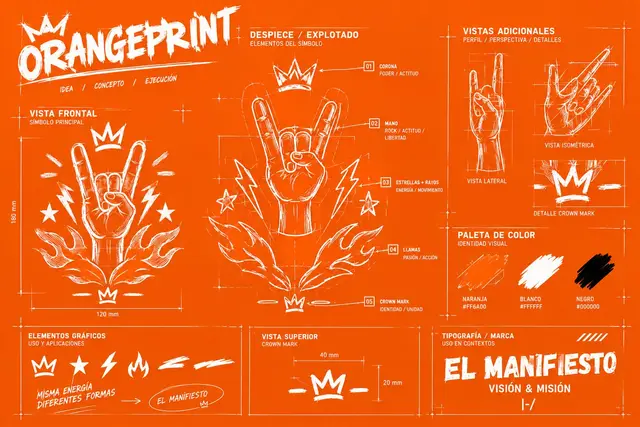 ORANGEPRINT
IDEA / CONCEPTO / EJECUCIÓN
VISTA FRONTAL
SÍMBOLO PRINCIPAL
180 mm
120 mm
DESPIECE / EXPLOTADO
ELEMENTOS DEL SÍMBOLO
01 CORONA
PODER / ACTITUD
02 MANO
ROCK / ACTITUD /
LIBERTAD
03 ESTRELLAS + RAYOS
ENERGÍA / MOVIMIENTO
04 LLAMAS
PASIÓN / ACCIÓN
05 CROWN MARK
IDENTIDAD / UNIDAD
VISTAS ADICIONALES
PERFIL / PERSPECTIVA / DETALLES
VISTA LATERAL
VISTA ISOMÉTRICA
DETALLE CROWN MARK
PALETA DE COLOR
IDENTIDAD VISUAL
NARANJA
#FF6A00
BLANCO
#FFFFFF
NEGRO
#000000
ELEMENTOS GRÁFICOS
USO Y APLICACIONES
MISMA ENERGÍA
DIFERENTES FORMAS
EL MANIFIESTO
VISTA SUPERIOR
CROWN MARK
40 mm
20 mm
TIPOGRAFÍA / MARCA
USO EN CONTEXTOS
EL MANIFIESTO
VISIÓN & MISIÓN
|-/